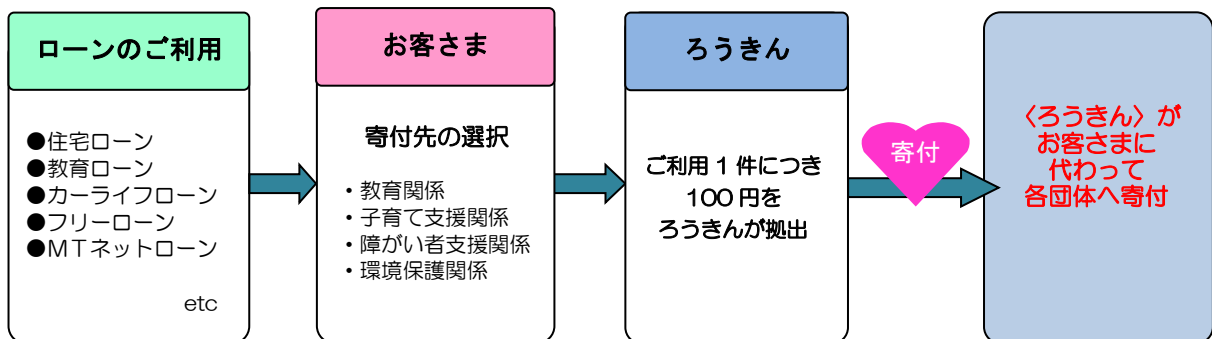 ローンのご利用
●住宅ローン
●教育ローン
●カーライフローン
●フリーローン
●MTネットローン
etc
お客さま
寄付先の選択
・教育関係
・子育て支援関係
・障がい者支援関係
・環境保護関係
ろうきん
ご利用1件につき
100円を
ろうきんが拠出
寄付
〈ろうきん〉が
お客さまに
代わって
各団体へ寄付